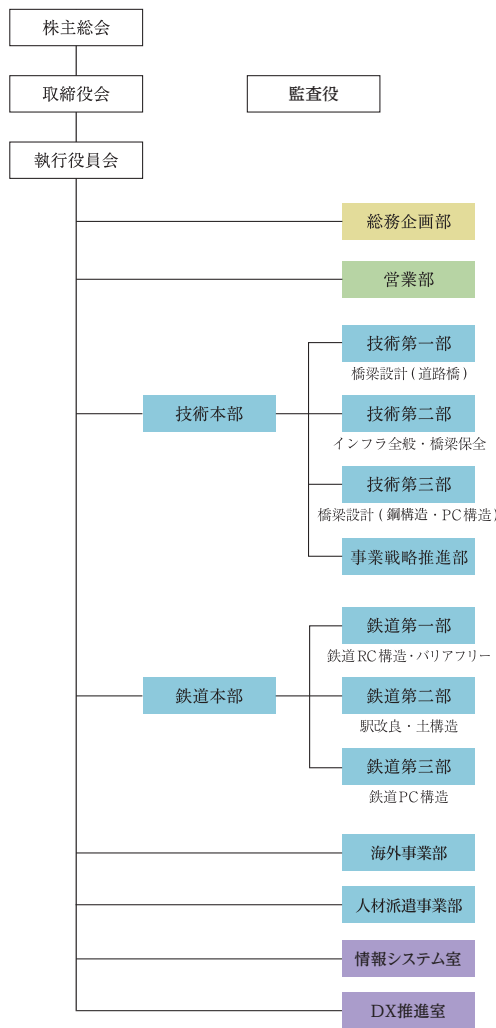 株主総会
取締役会
監査役
執行役員会
総務企画部
営業部
技術本部
技術第一部
橋梁設計(道路橋)
技術第二部
インフラ全般・橋梁保全
技術第三部
橋梁設計(鋼構造・PC構造)
事業戦略推進部
鉄道本部
鉄道第一部
鉄道RC構造・バリアフリー
鉄道第二部
駅改良・土構造
鉄道第三部
鉄道PC構造
海外事業部
人材派遣事業部
情報システム室
DX推進室